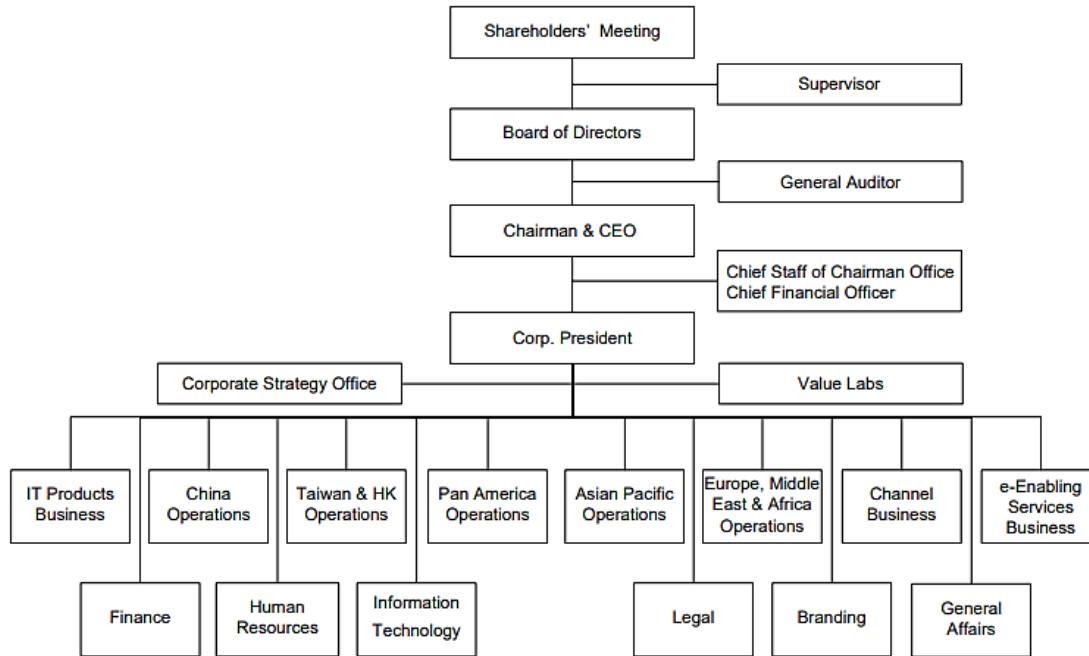 Shareholders' Meeting
Supervisor
Board of Directors
General Auditor
Chairman & CEO
Chief Staff of Chairman Office
Chief Financial Officer
Corp. President
Corporate Strategy Office
Value Labs
IT Products
Business
China
Operations
Taiwan & HK
Operations
Pan America
Operations
Asian Pacific
Operations
Europe, Middle
East & Africa
Operations
Channel
Business
e-Enabling
Services
Business
Finance
Human
Resources
Information
Technology
Legal
Branding
General
Affairs